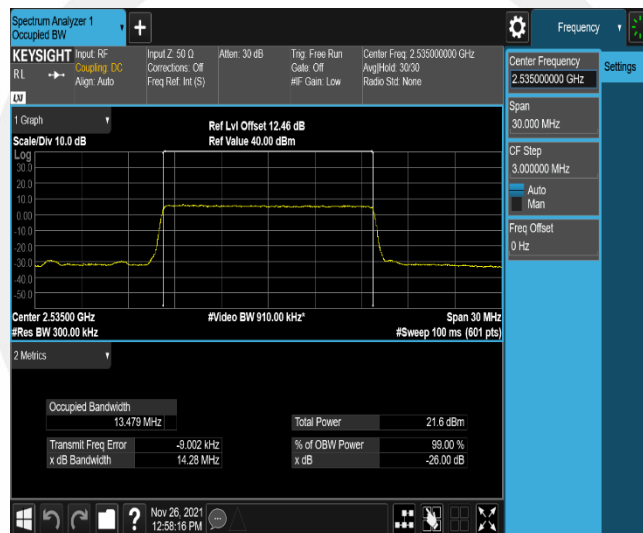 Spectrum Analyzer 1
Occupied BW
Frequency
KEYSIGHT
RL
LXI
Input: RF
Coupling: DC
Align: Auto
Input Z: 50 Ω
Corrections: Off
Freq Ref: Int (S)
Atten: 30 dB
Trig: Free Run
Gate: Off
#IF Gain: Low
Center Freq: 2.535000000 GHz
Avg|Hold: 30/30
Radio Std: None
Center Frequency
2.535000000 GHz
Settings
Span
30.000 MHz
CF Step
3.000000 MHz
Auto
Man
Freq Offset
0 Hz
1 Graph
Scale/Div 10.0 dB
Ref Lvl Offset 12.46 dB
Ref Value 40.00 dBm
Log
30.0
20.0
10.0
0.00
-10.0
-20.0
-30.0
-40.0
-50.0
Center 2.53500 GHz
#Video BW 910.00 kHz*
Span 30 MHz
#Res BW 300.00 kHz
#Sweep 100 ms (601 pts)
2 Metrics
Occupied Bandwidth
13.479 MHz
Total Power 21.6 dBm
Transmit Freq Error -9.002 kHz
% of OBW Power 99.00 %
x dB Bandwidth 14.28 MHz
x dB -26.00 dB
?
Nov 26, 2021
12:58:16 PM